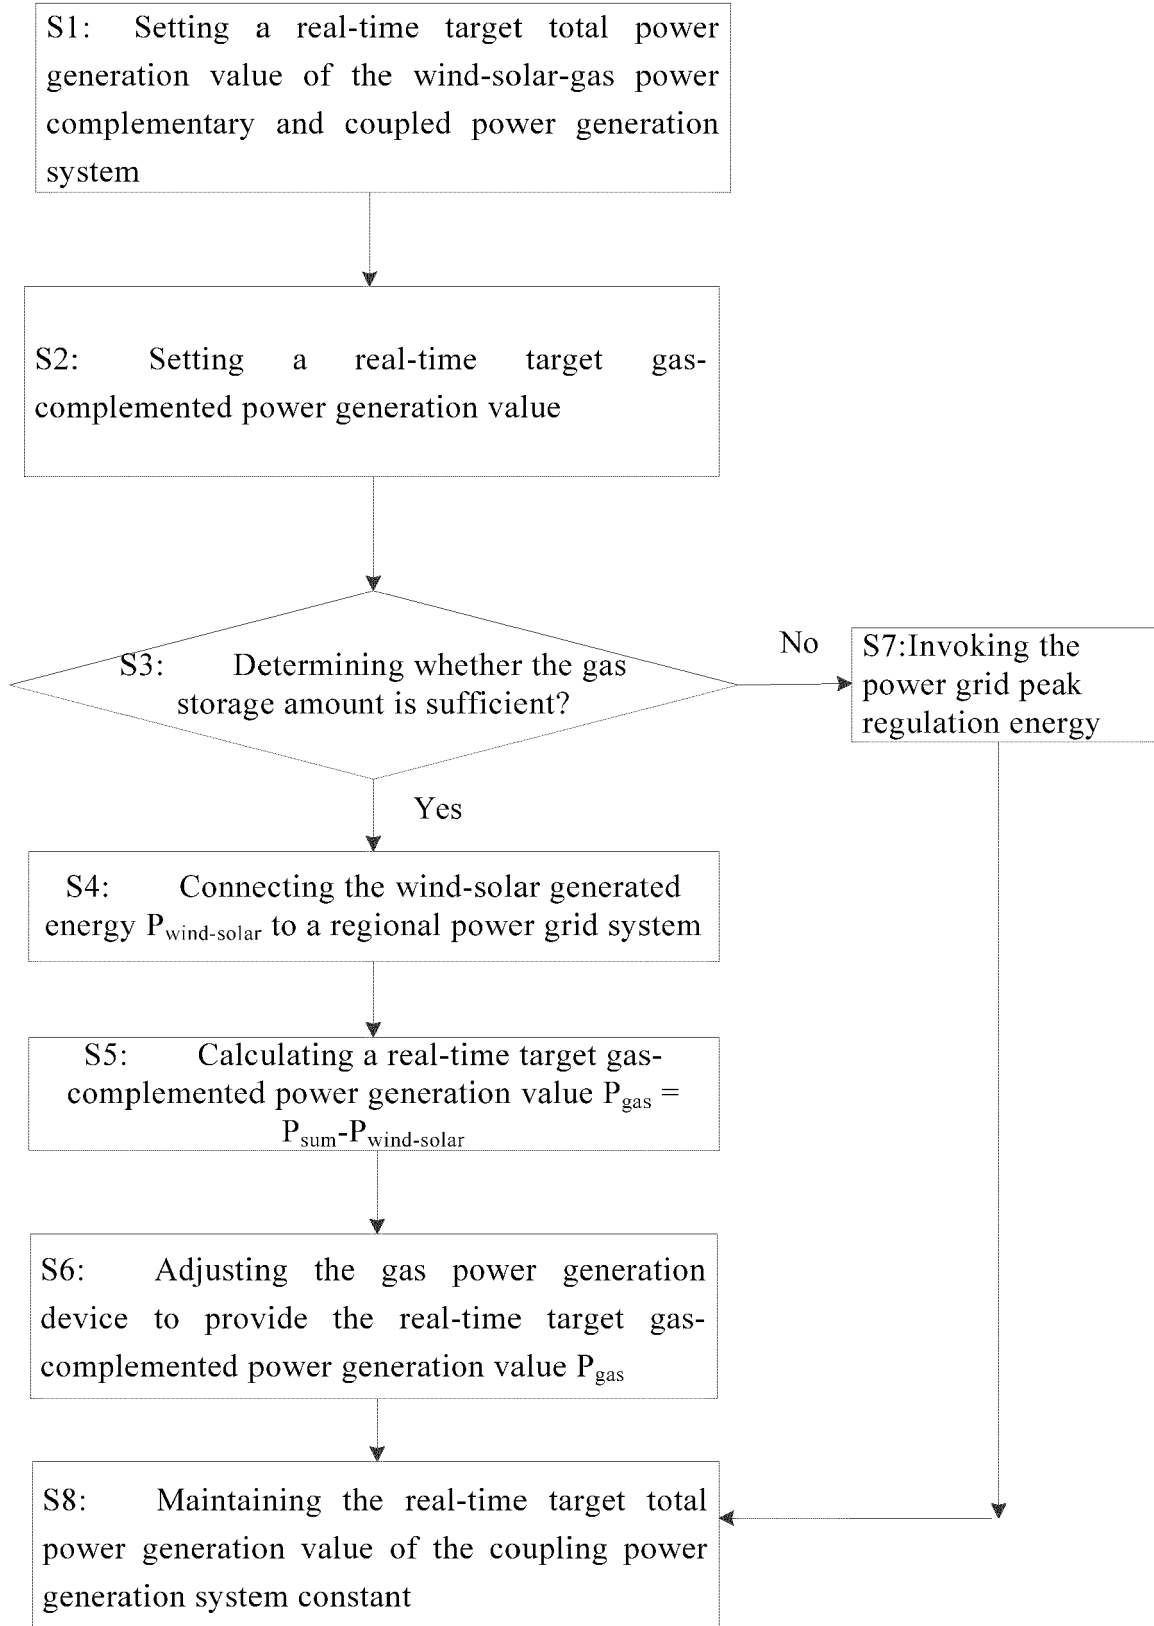 S1: Setting a real-time target total power
generation value of the wind-solar-gas power
complementary and coupled power generation
system
S2: Setting a real-time target gas-
complemented power generation value
S3: Determining whether the gas
storage amount is sufficient?
No
S7:Invoking the
power grid peak
regulation energy
Yes
S4: Connecting the wind-solar generated
energy Pwind-solar to a regional power grid system
S5: Calculating a real-time target gas-
complemented power generation value Pgas =
Psum-Pwind-solar
S6: Adjusting the gas power generation
device to provide the real-time target gas-
complemented power generation value Pgas
S8: Maintaining the real-time target total
power generation value of the coupling power
generation system constant